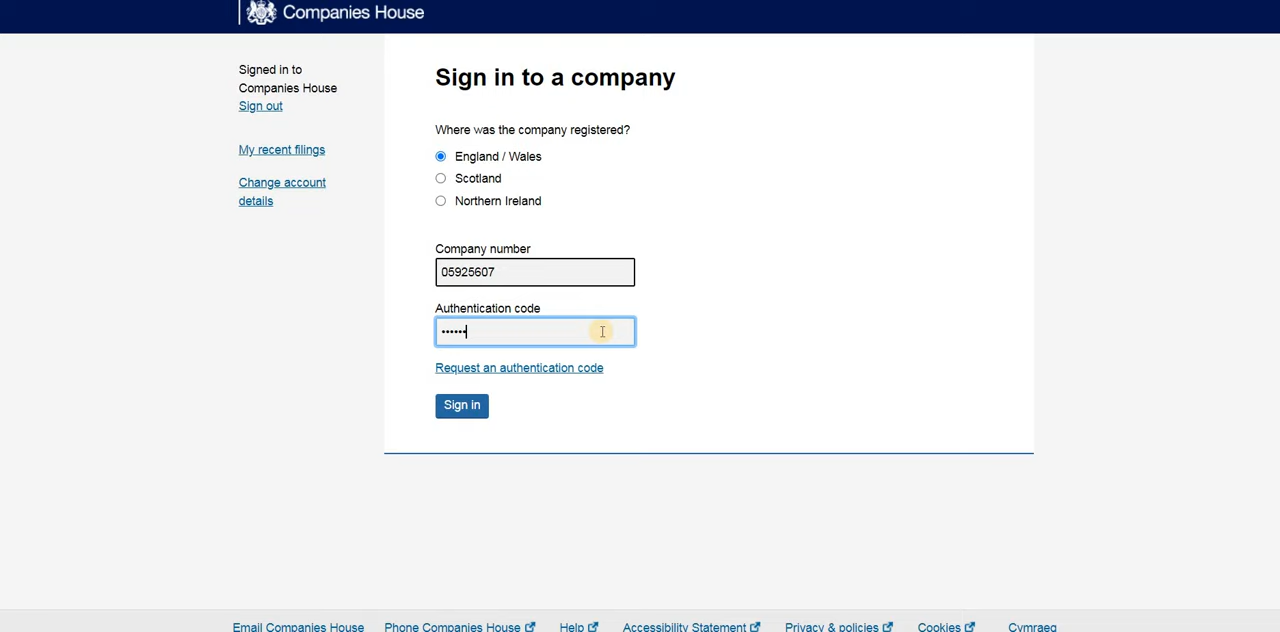 Companies House
Signed in to
Companies House
Sign out
My recent filings
Change account
details
Sign in to a company
Where was the company registered?
England / Wales
Scotland
Northern Ireland
Company number
05925607
Authentication code
••••••
Request an authentication code
Sign in
Email Companies House Phone Companies House Help Accessibility Statement Privacy & policies Cookies Cymraeg